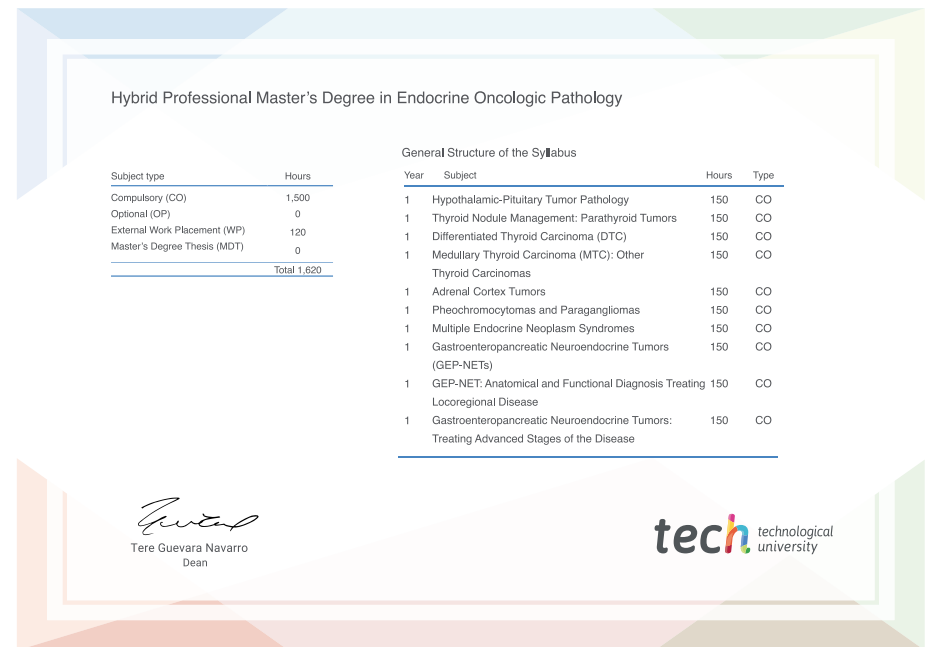 Hybrid Professional Master's Degree in Endocrine Oncologic Pathology
Subject type Hours
Compulsory (CO) 1,500
Optional (OP) 0
External Work Placement (WP) 120
Master's Degree Thesis (MDT) 0
Total 1,620
General Structure of the Syllabus
Year Subject Hours Type
1 Hypothalamic-Pituitary Tumor Pathology 150 CO
1 Thyroid Nodule Management: Parathyroid Tumors 150 CO
1 Differentiated Thyroid Carcinoma (DTC) 150 CO
1 Medullary Thyroid Carcinoma (MTC): Other 150 CO
Thyroid Carcinomas
1 Adrenal Cortex Tumors 150 CO
1 Pheochromocytomas and Paragangliomas 150 CO
1 Multiple Endocrine Neoplasm Syndromes 150 CO
1 Gastroenteropancreatic Neuroendocrine Tumors 150 CO
(GEP-NETs)
1 GEP-NET: Anatomical and Functional Diagnosis Treating 150 CO
Locoregional Disease
1 Gastroenteropancreatic Neuroendocrine Tumors: 150 CO
Treating Advanced Stages of the Disease
Tere Guevara Navarro
Dean
tech technological
university